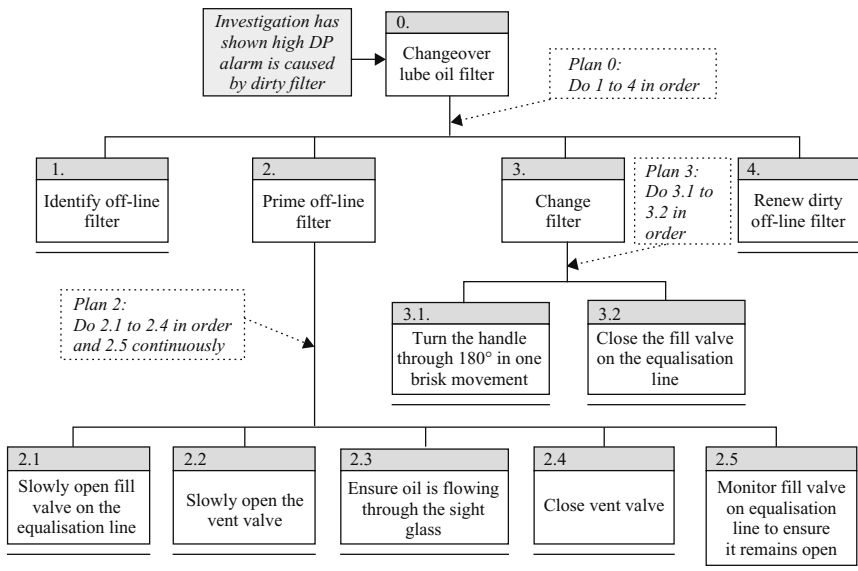 Investigation has
shown high DP
alarm is caused
by dirty filter
0.
Changeover
lube oil filter
Plan 0:
Do 1 to 4 in order
1.
Identify off-line
filter
2.
Prime off-line
filter
3.
Change
filter
Plan 3:
Do 3.1 to
3.2 in
order
4.
Renew dirty
off-line filter
Plan 2:
Do 2.1 to 2.4 in order
and 2.5 continuously
3.1.
Turn the handle
through 180° in one
brisk movement
3.2
Close the fill valve
on the equalisation
line
2.1
Slowly open fill
valve on the
equalisation line
2.2
Slowly open the
vent valve
2.3
Ensure oil is flowing
through the sight
glass
2.4
Close vent valve
2.5
Monitor fill valve
on equalisation
line to ensure
it remains open